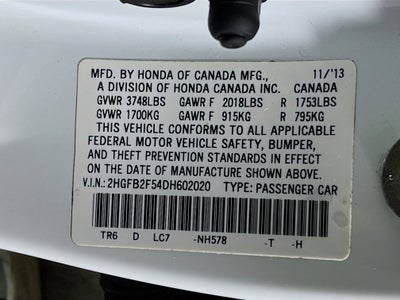 MFD. BY HONDA OF CANADA MFG., 11/'13
A DIVISION OF HONDA CANADA INC. CANADA
GVWR 3748LBS GAWR F 2018LBS R 1753LBS
GVWR 1700KG GAWR F 915KG R 795KG
THIS VEHICLE CONFORMS TO ALL APPLICABLE
FEDERAL MOTOR VEHICLE SAFETY, BUMPER,
AND THEFT PREVENTION STANDARDS IN EFFECT
ON THE DATE OF MANUFACTURE SHOWN ABOVE.
V.I.N: 2HGFB2F54DH602020 TYPE: PASSENGER CAR
TR6 D LC7 -NH578 -T -H